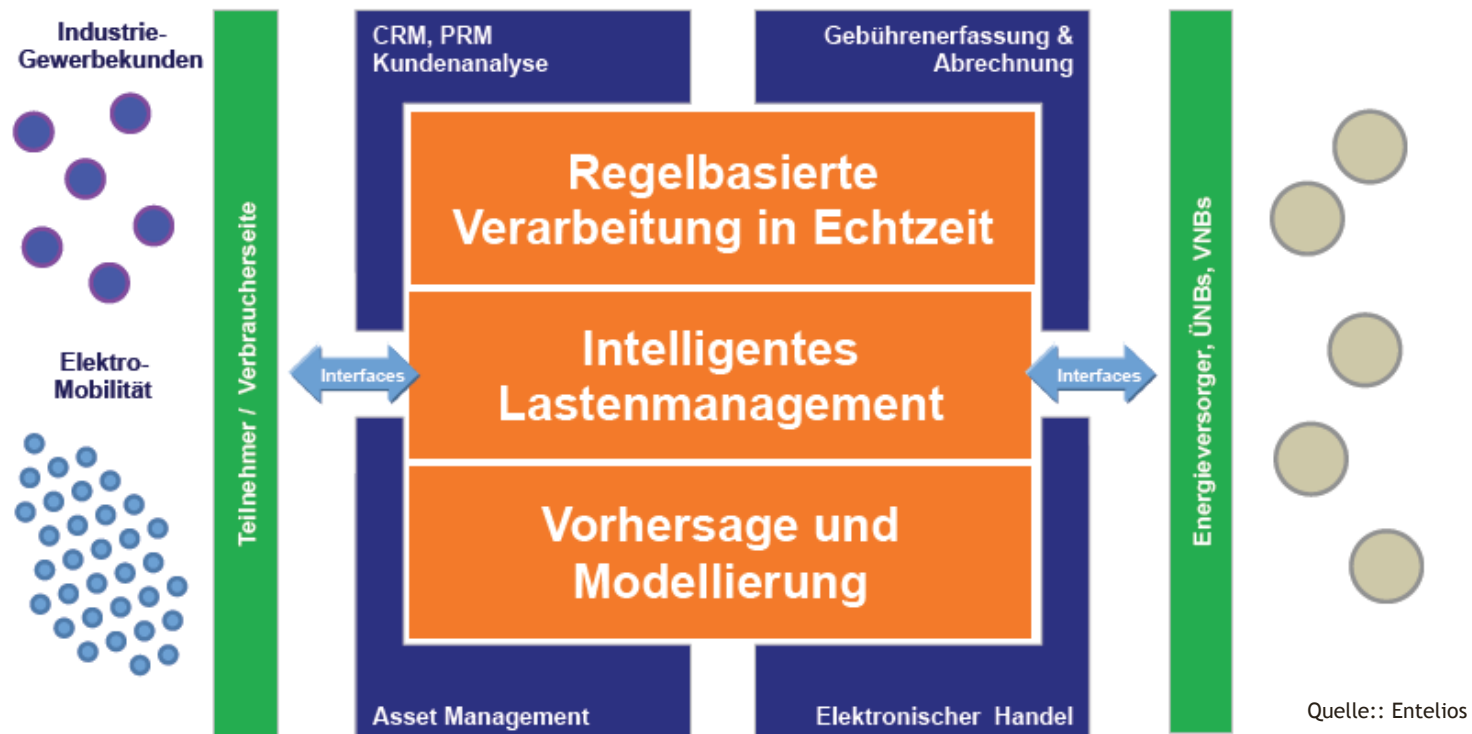 Industrie-
Gewerbekunden
Elektro-
Mobilität
Teilnehmer / Verbraucherseite
CRM, PRM
Kundenanalyse
Gebührenerfassung &
Abrechnung
Regelbasierte
Verarbeitung in Echtzeit
Intelligentes
Lastenmanagement
Vorhersage und
Modellierung
Interfaces
Interfaces
Asset Management
Elektronischer Handel
Energieversorger, ÜNBs, VNBs
Quelle:: Entelios